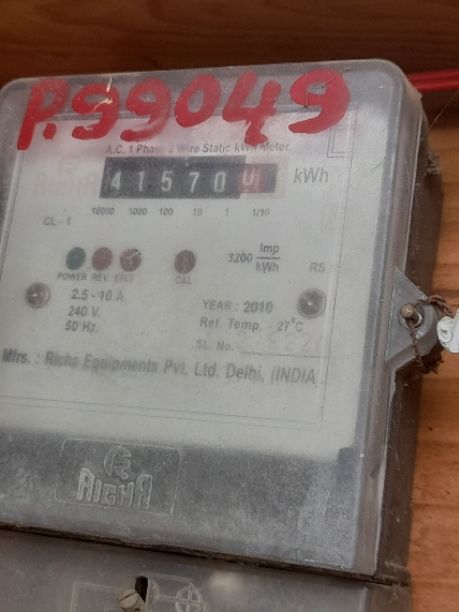 P.99049
A.C. 1 Phase 2 Wire Static kWh Meter.
41570 kWh
10000 1000 100 10 1 1/10
CL - 1
3200 Imp
kWh
POWER REV. E/FT CAL RS
2.5 - 10 A YEAR : 2010
240 V. Ref. Temp. 27°C
50 Hz. SL. No.
Mfrs. : Richa Equipments Pvt. Ltd. Delhi, (INDIA
RICHA